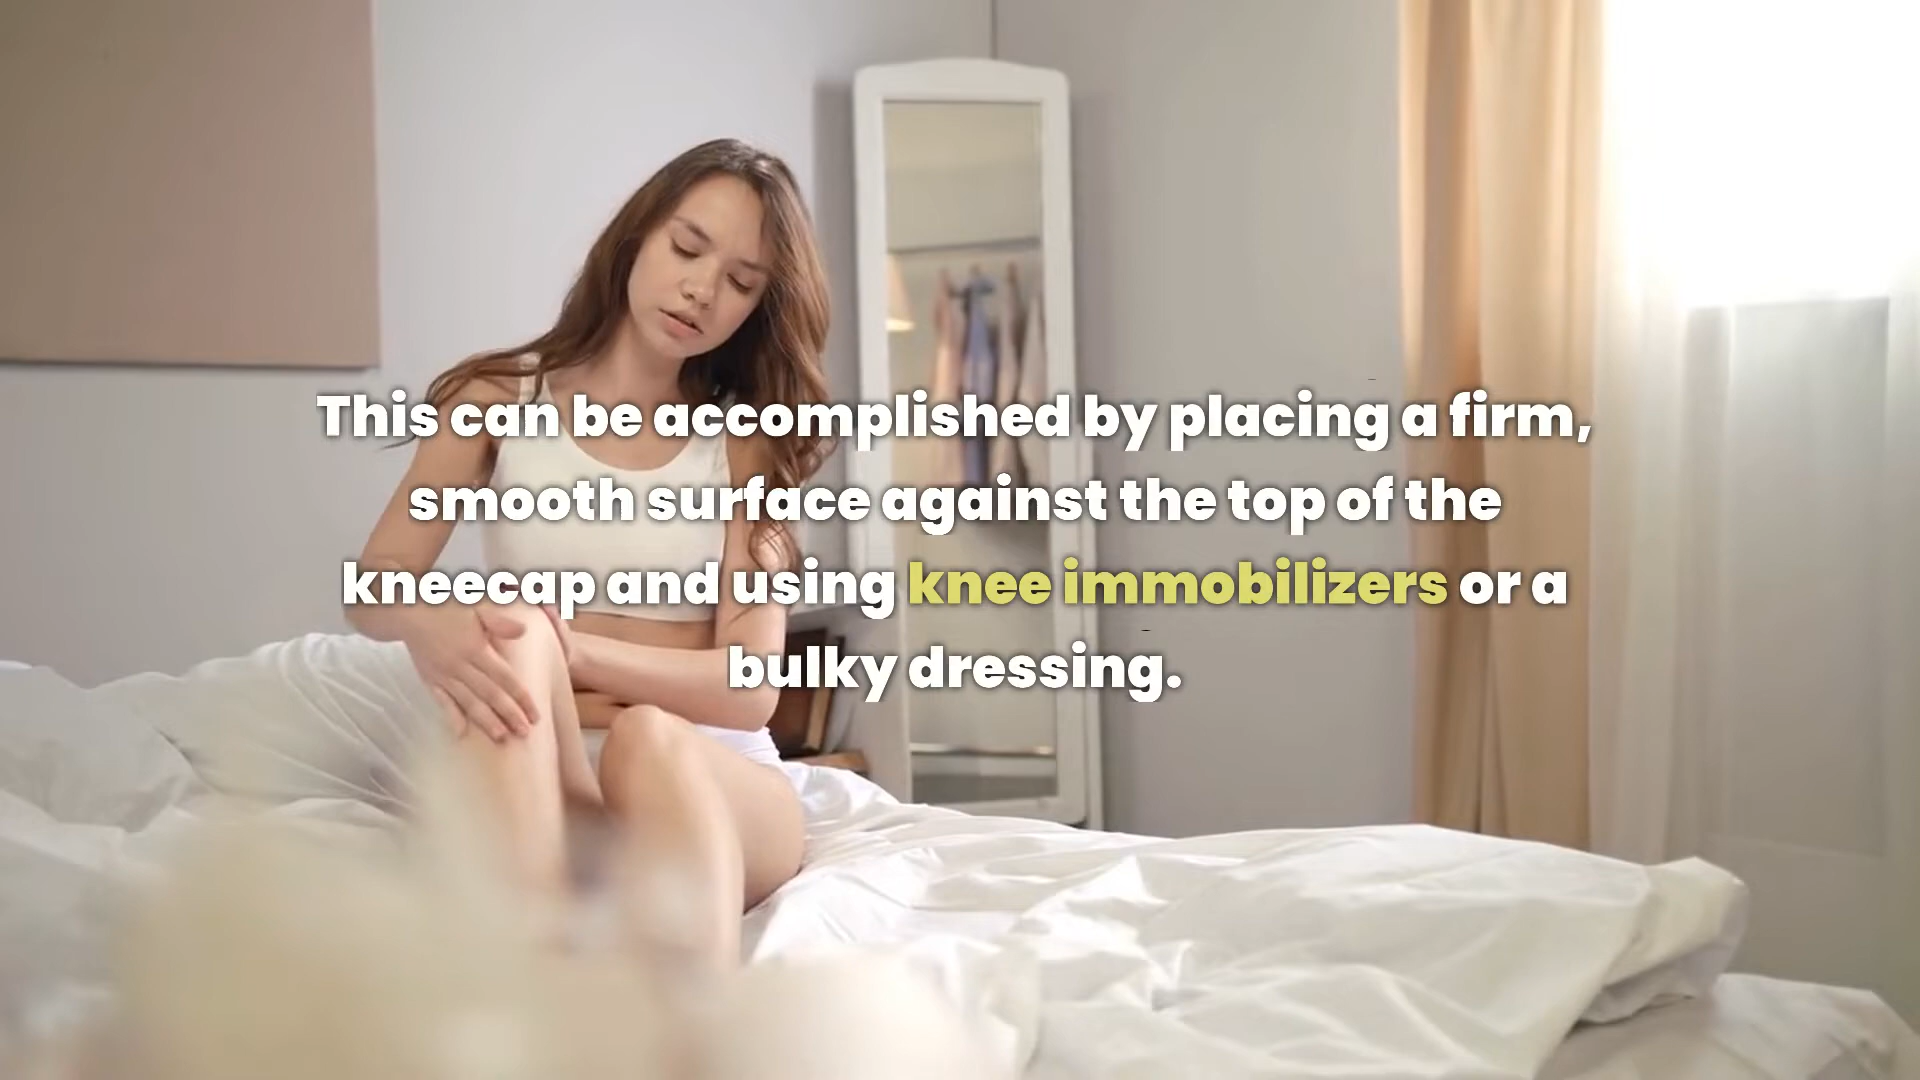 This can be accomplished by placing a firm,
smooth surface against the top of the
kneecap and using knee immobilizers or a
bulky dressing.